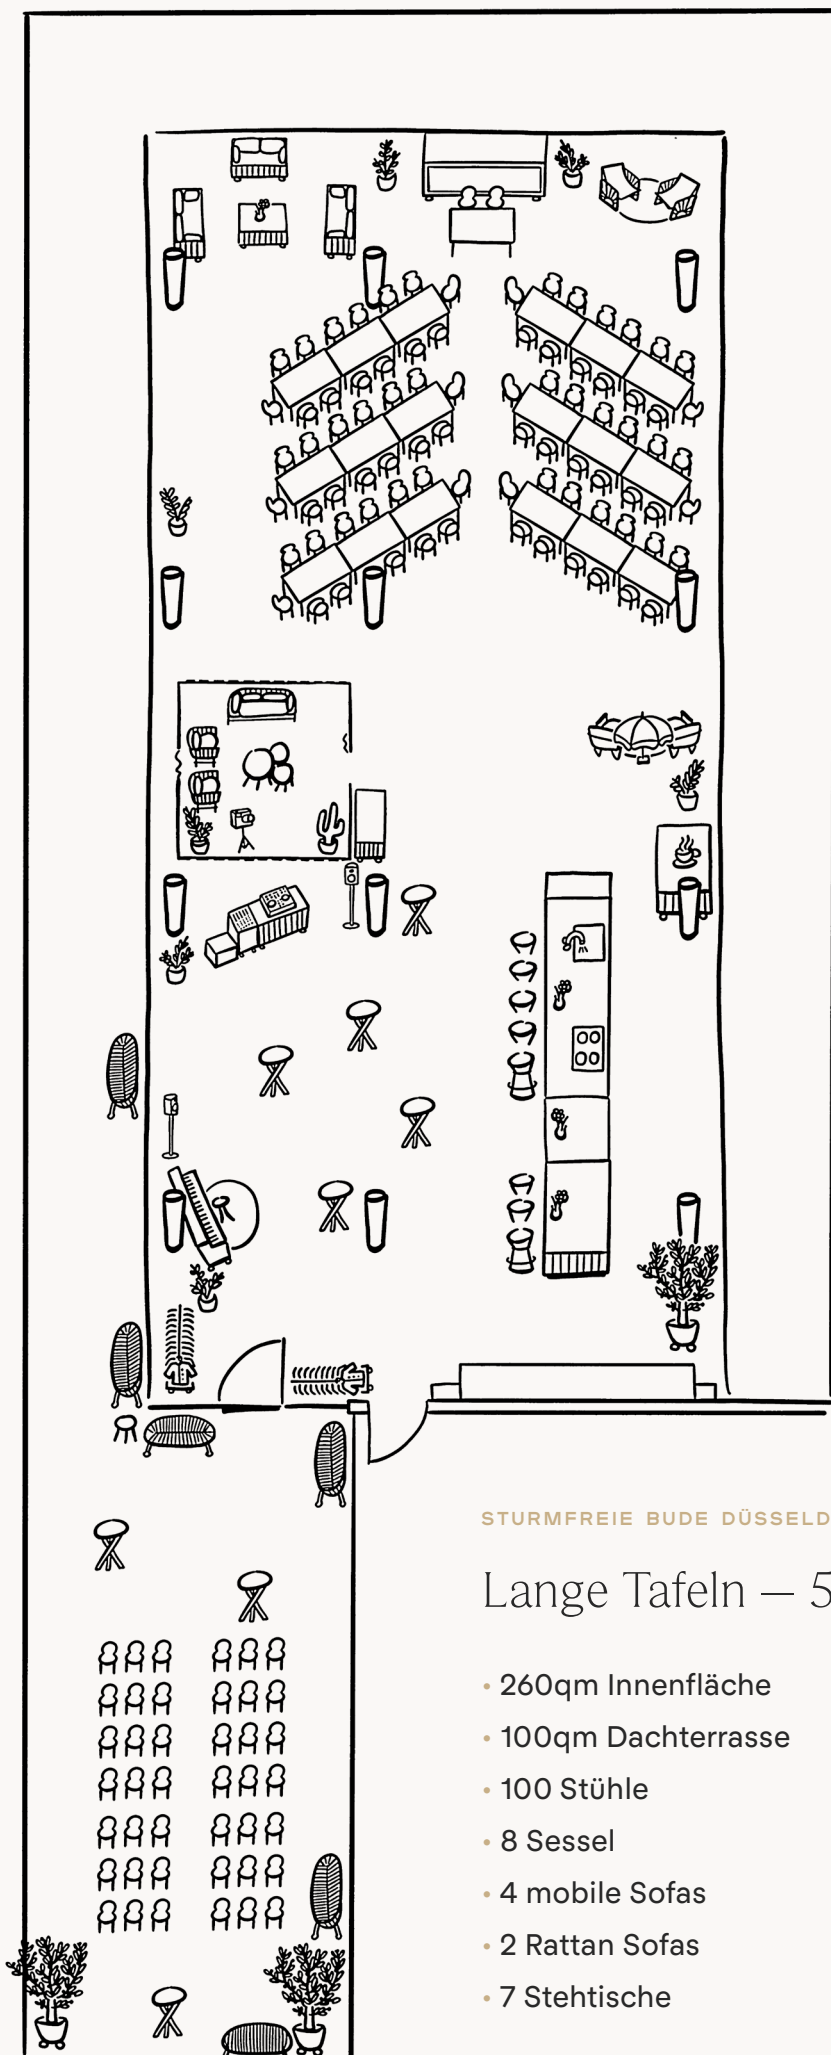 STURMFREIE BUDE DÜSSELD
Lange Tafeln — 5
• 260qm Innenfläche
• 100qm Dachterrasse
• 100 Stühle
• 8 Sessel
• 4 mobile Sofas
• 2 Rattan Sofas
• 7 Stehtische